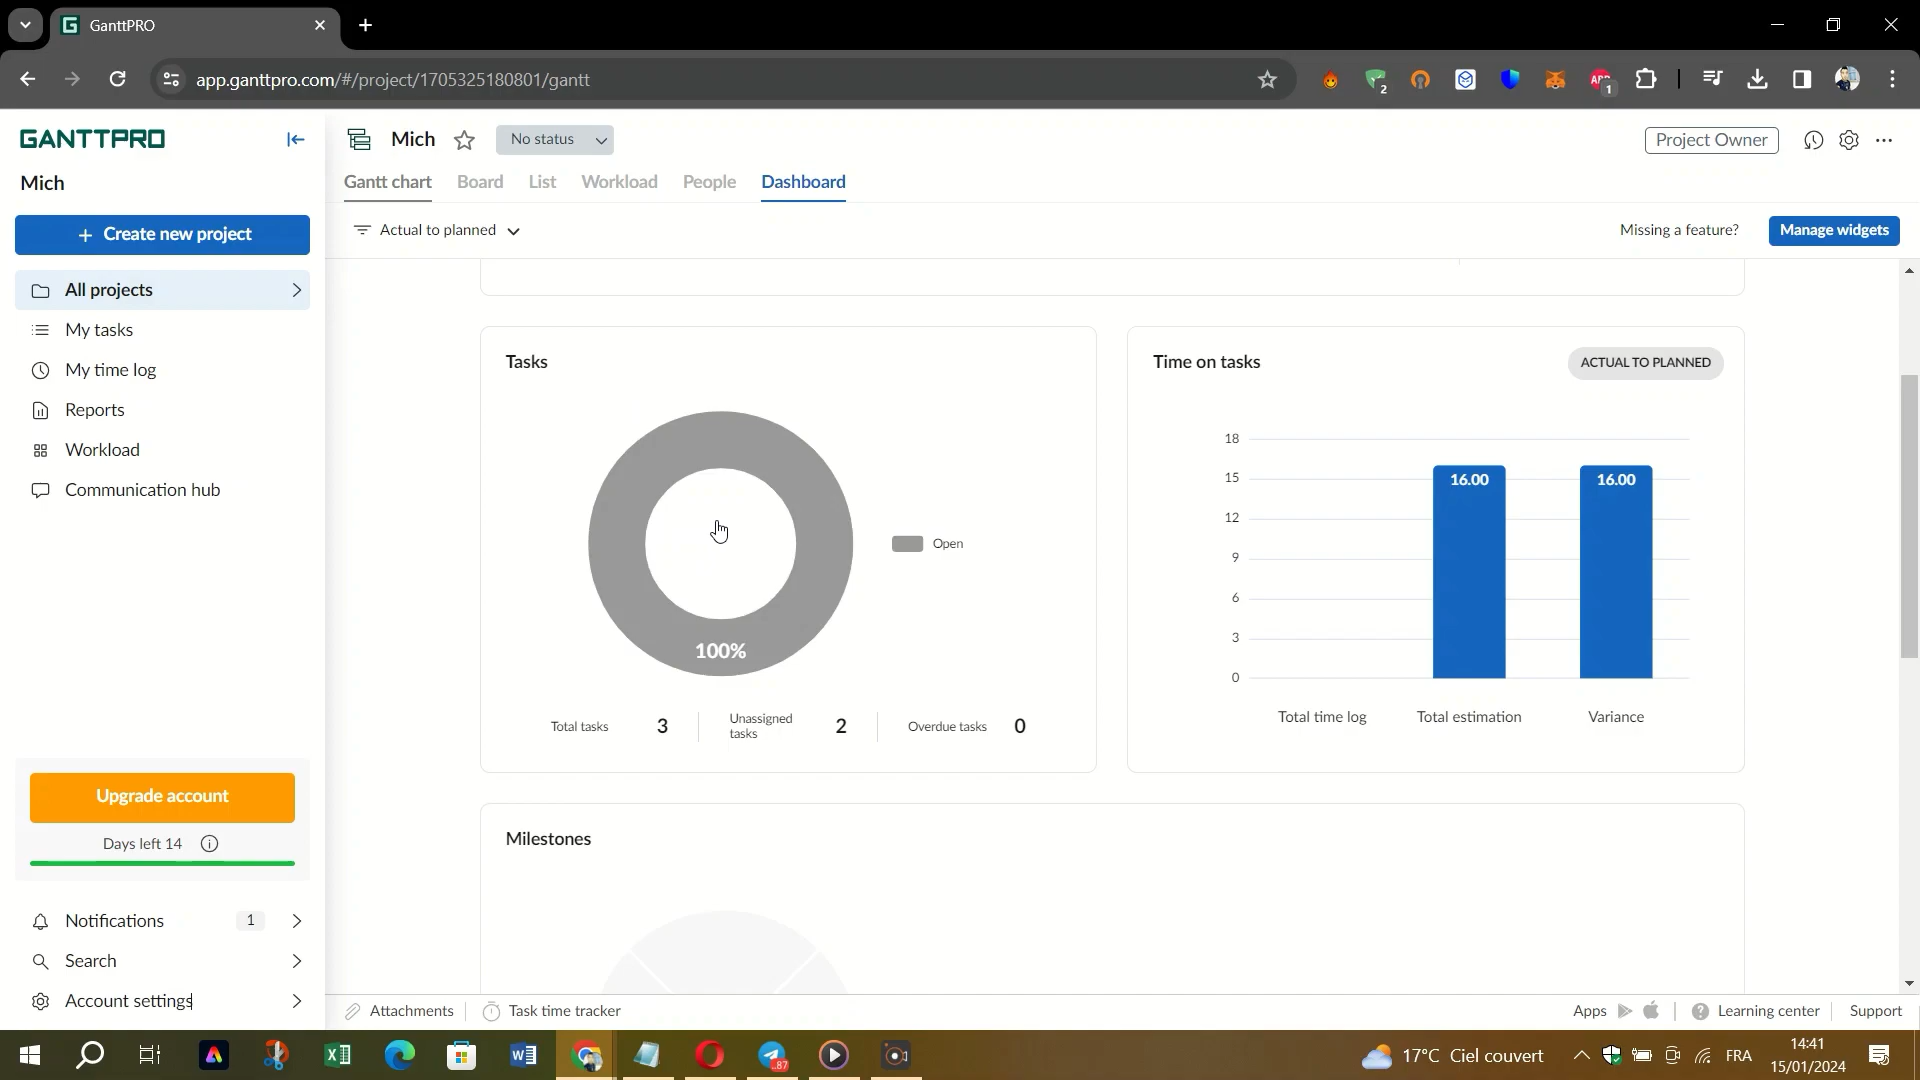 GanttPRO
app.ganttpro.com/#/project/1705325180801/gantt
2
ABP
1
GANTTPRO
Mich
No status
Project Owner
Mich
Gantt chart
Board
List
Workload
People
Dashboard
Create new project
Actual to planned
Missing a feature?
Manage widgets
All projects
My tasks
My time log
Reports
Workload
Communication hub
Tasks
100%
Open
Total tasks 3
Unassigned
tasks
2
Overdue tasks 0
Time on tasks
ACTUAL TO PLANNED
18
15
12
9
6
3
0
16.00
16.00
Total time log
Total estimation
Variance
Milestones
Upgrade account
Days left 14
Notifications 1
Search
Account settings
Attachments
Task time tracker
Apps
Learning center
Support
..87
17°C Ciel couvert
FRA
14:41
15/01/2024